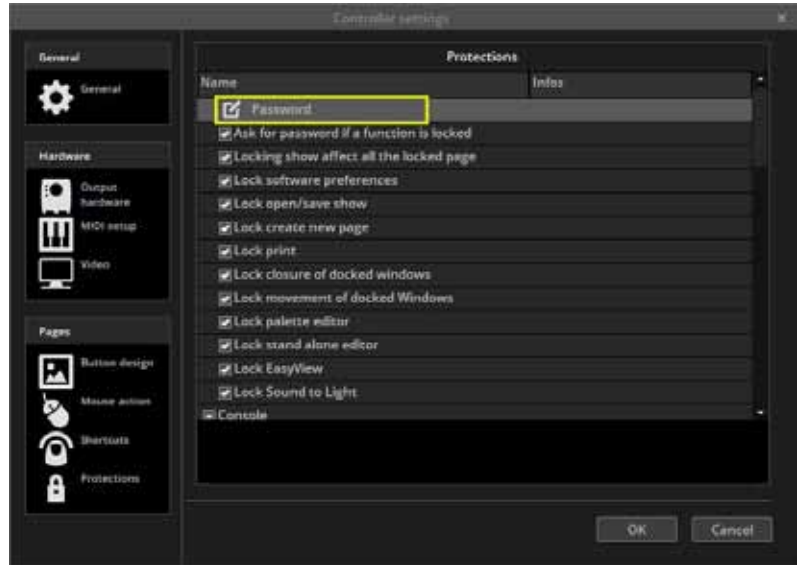 Controller settings
General
General
Hardware
Output
hardware
MIDI setup
Video
Pages
Button design
Mouse action
Shortcuts
Protections
Protections
Name Infos
Password
Ask for password if a function is locked
Locking show affect all the locked page
Lock software preferences
Lock open/save show
Lock create new page
Lock print
Lock closure of docked windows
Lock movement of docked Windows
Lock palette editor
Lock stand alone editor
Lock EasyView
Lock Sound to Light
Console
OK Cancel